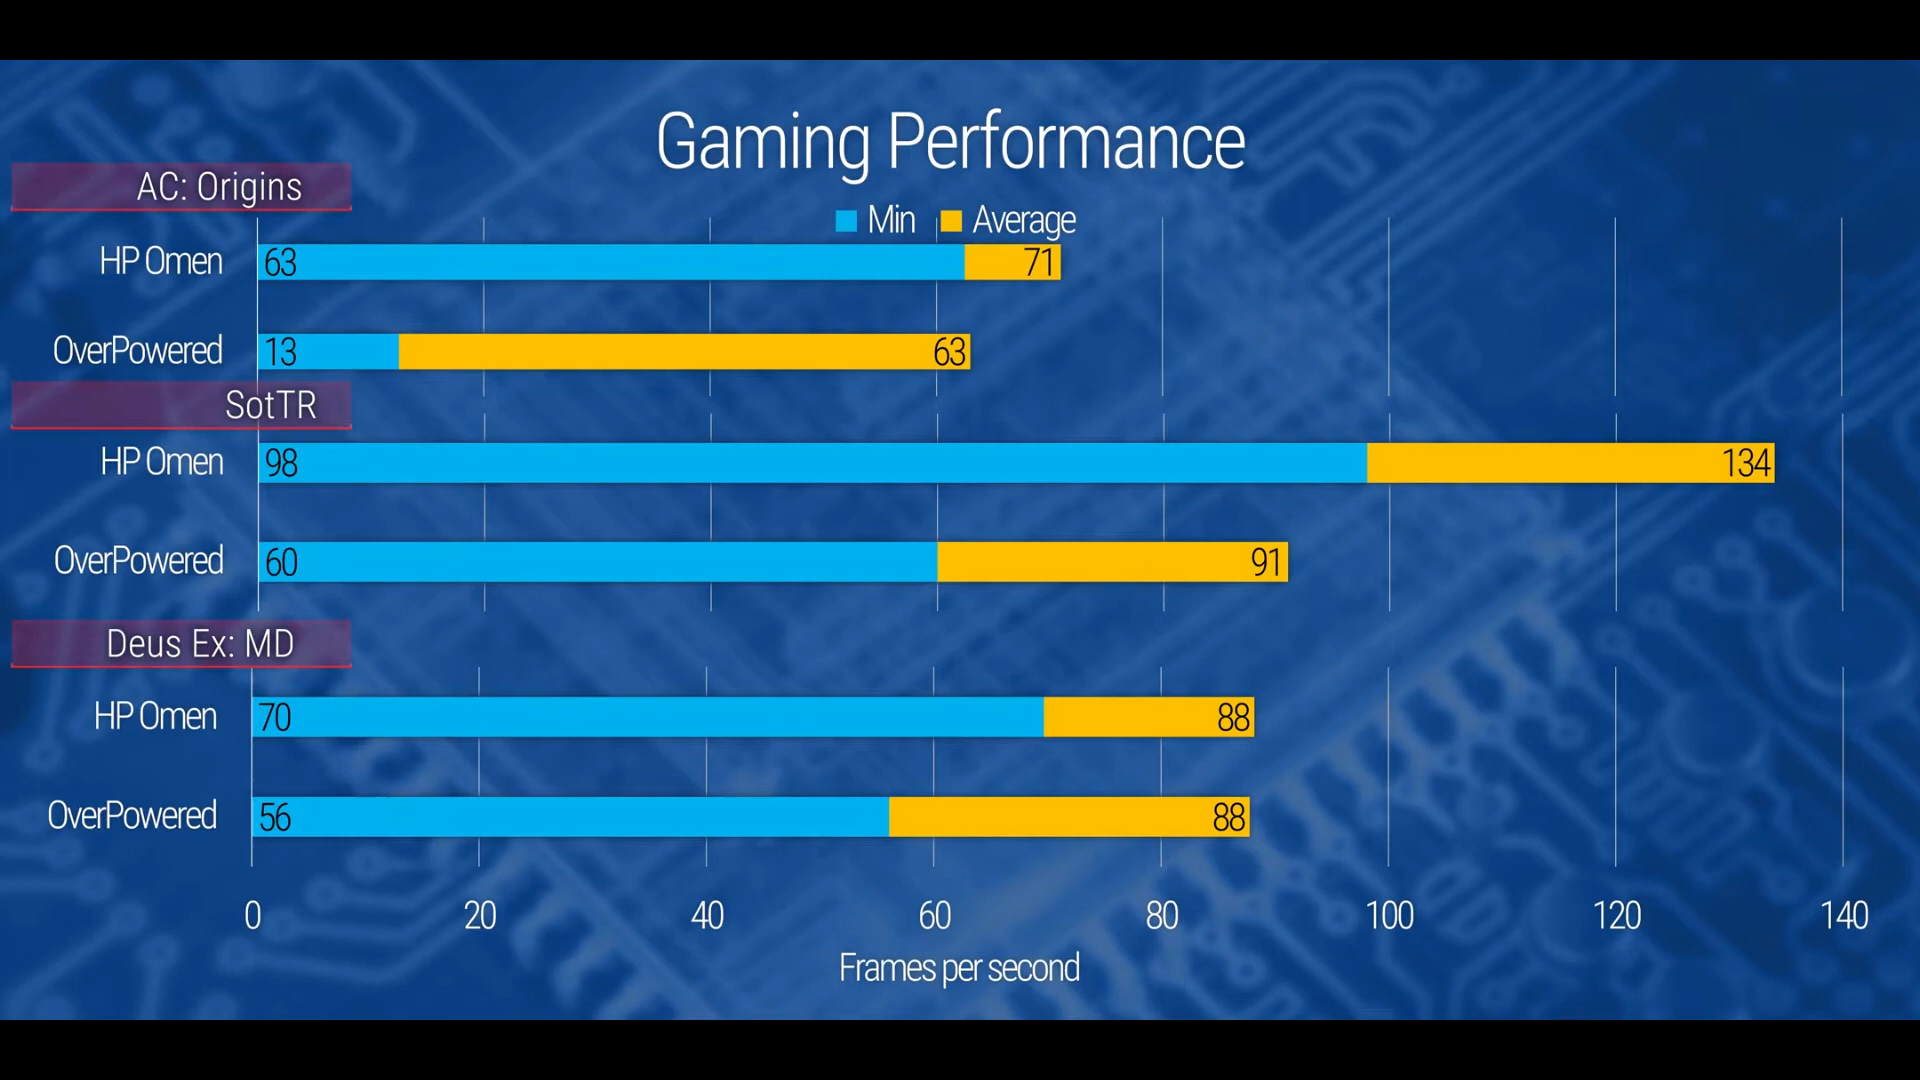 Gaming Performance
AC: Origins
Min Average
HP Omen 63 71
OverPowered 13 63
SotTR
HP Omen 98 134
OverPowered 60 91
Deus Ex: MD
HP Omen 70 88
OverPowered 56 88
0 20 40 60 80 100 120 140
Frames per second